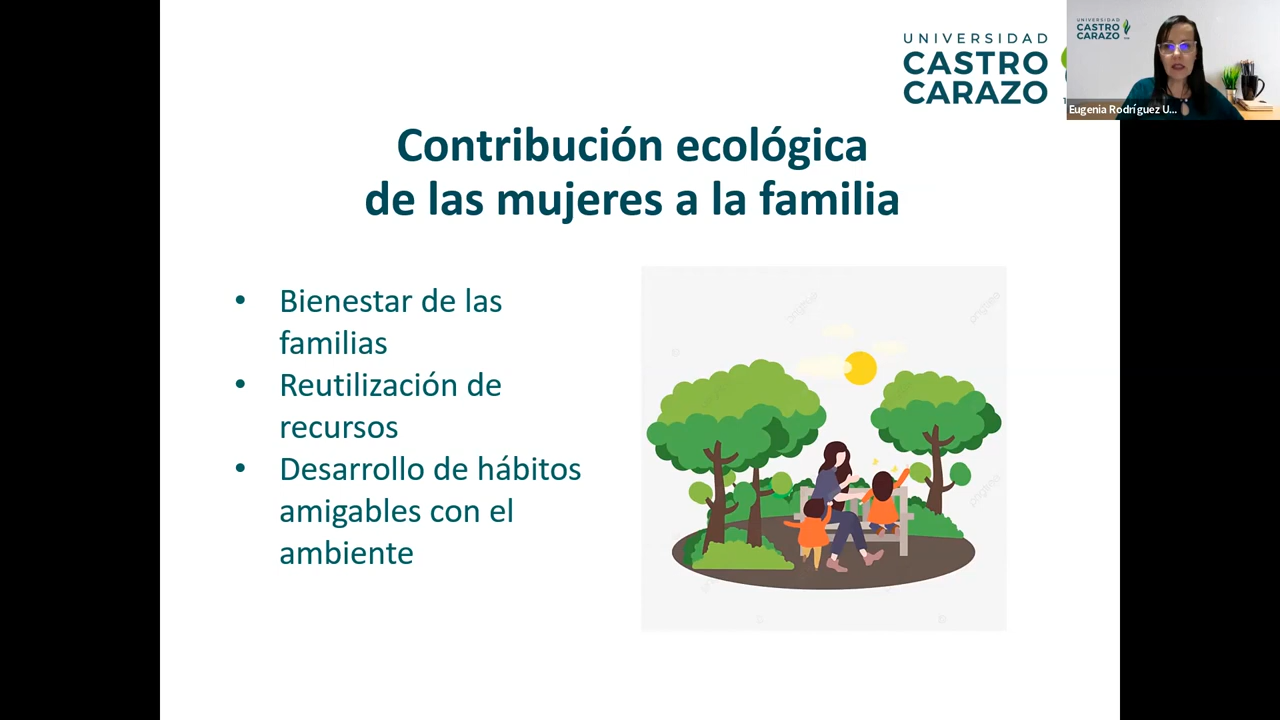 UNIVERSIDAD
CASTRO
CARAZO
UNIVERSIDAD
CASTRO
CARAZO
Eugenia Rodríguez U...
Contribución ecológica
de las mujeres a la familia
• Bienestar de las
familias
• Reutilización de
recursos
• Desarrollo de hábitos
amigables con el
ambiente